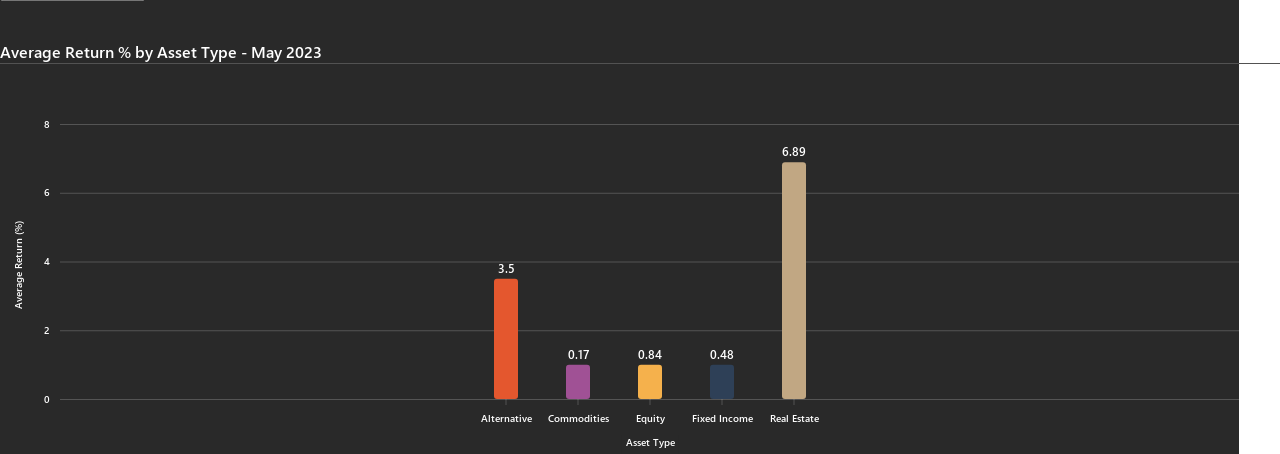 Average Return % by Asset Type - May 2023
8
6
4
2
0
Average Return (%)
3.5
0.17
0.84
0.48
6.89
Alternative
Commodities
Equity
Fixed Income
Real Estate
Asset Type